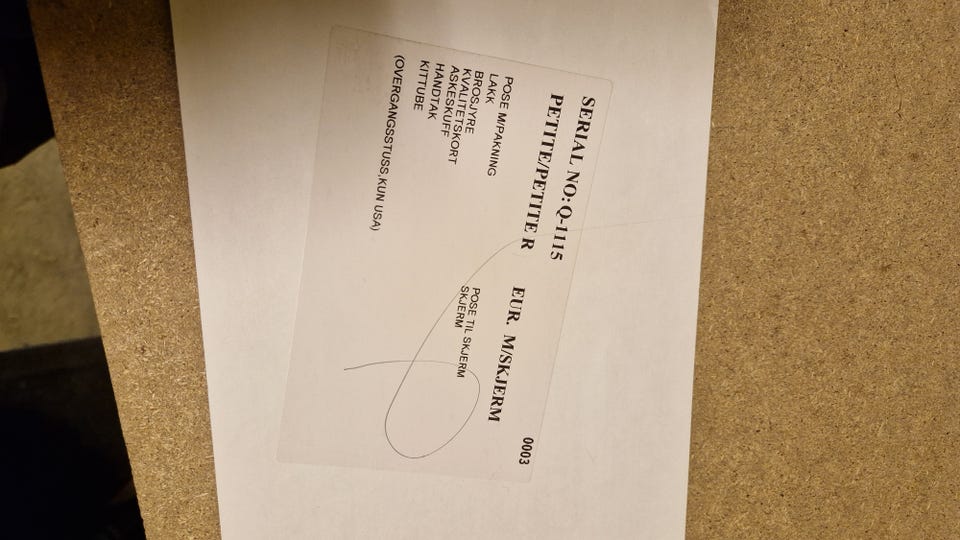 SERIAL NO: Q-1115
PETITE/PETITE R EUR. M/SKJERM 0003
POSE M/PAKNING
LAKK
BROSJYRE
KVALITETSKORT
ASKESKUFF
HANDTAK
KITTUBE
(OVERGANGSSTUSS,KUN USA)
POSE TIL SKJERM
SKJERM